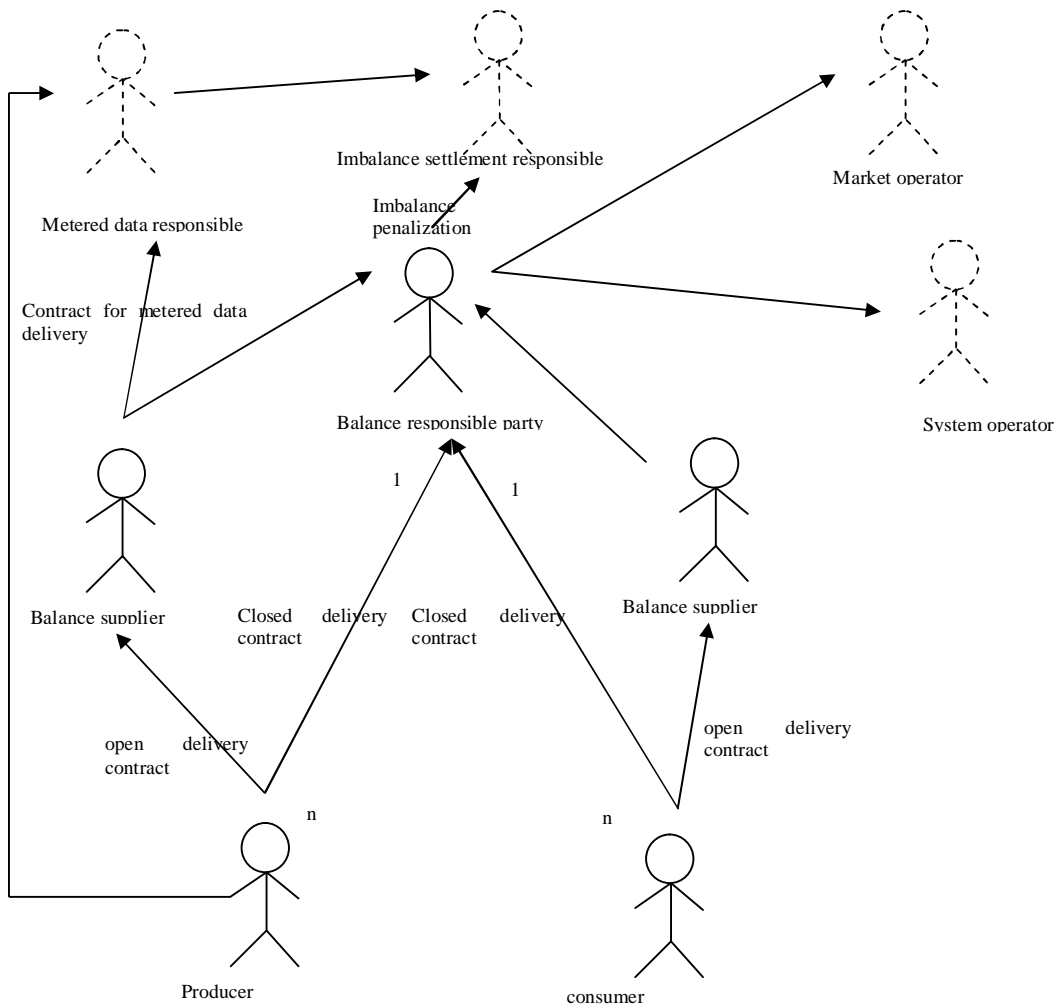 Imbalance settlement responsible
Market operator
Imbalance
penalization
Metered data responsible
Contract for metered data
delivery
Balance responsible party
System operator
1
1
Closed delivery
contract
Closed delivery
contract
Balance supplier
Balance supplier
open delivery
contract
open delivery
contract
n
n
Producer
consumer